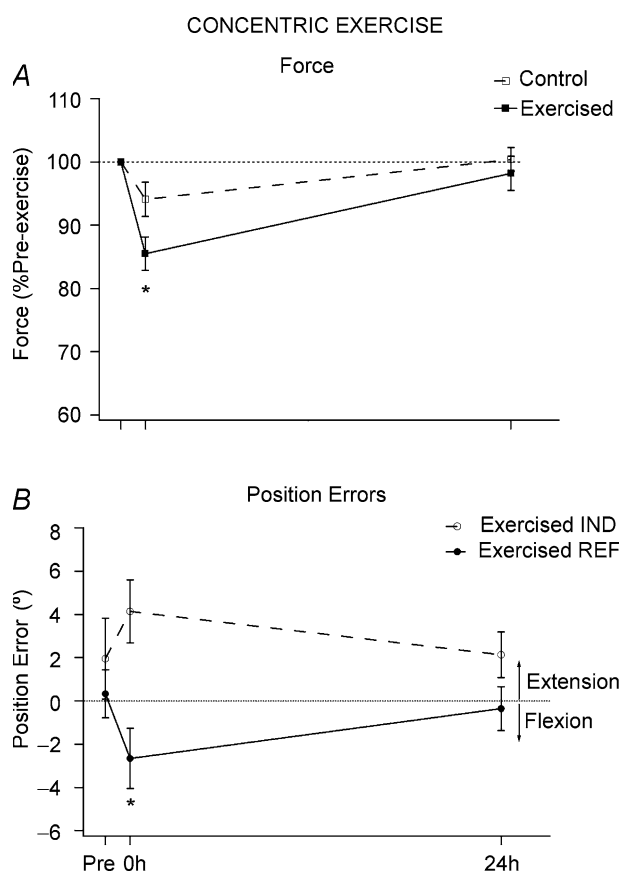 CONCENTRIC EXERCISE
A
Force
Control
Exercised
Force (%Pre-exercise)
110
100
90
80
70
60
*
B
Position Errors
Exercised IND
Exercised REF
Position Error (º)
8
6
4
2
0
−2
−4
−6
Extension
Flexion
*
Pre 0h 24h